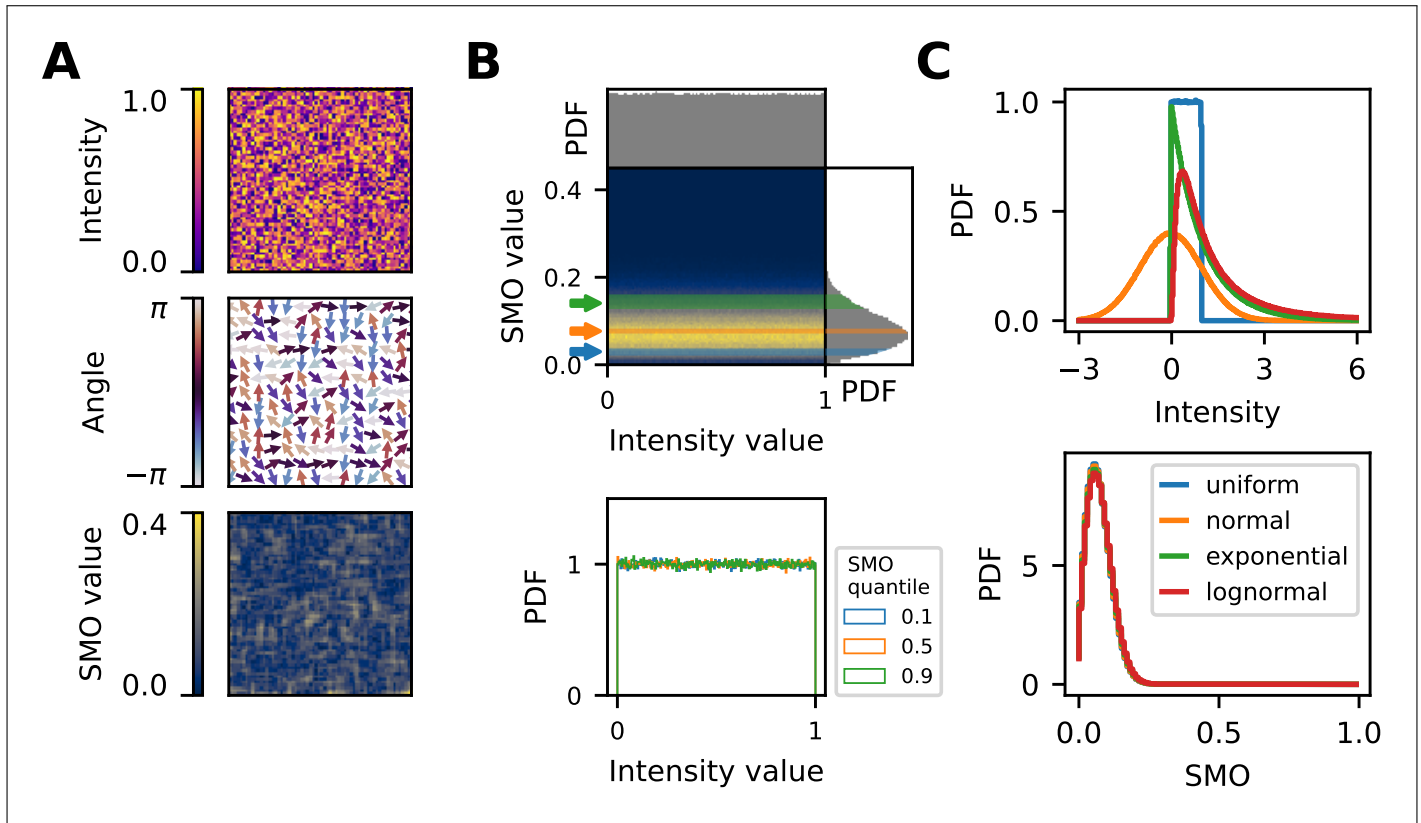 A
1.0
Intensity
0.0
π
Angle
−π
0.4
SMO value
0.0
B
PDF
SMO value
0.4
0.2
0.0
0
1
PDF
Intensity value
PDF
1
0
0
1
Intensity value
SMO
quantile
0.1
0.5
0.9
C
PDF
1.0
0.5
0.0
−3
0
3
6
Intensity
PDF
5
0
uniform
normal
exponential
lognormal
0.0
0.5
1.0
SMO